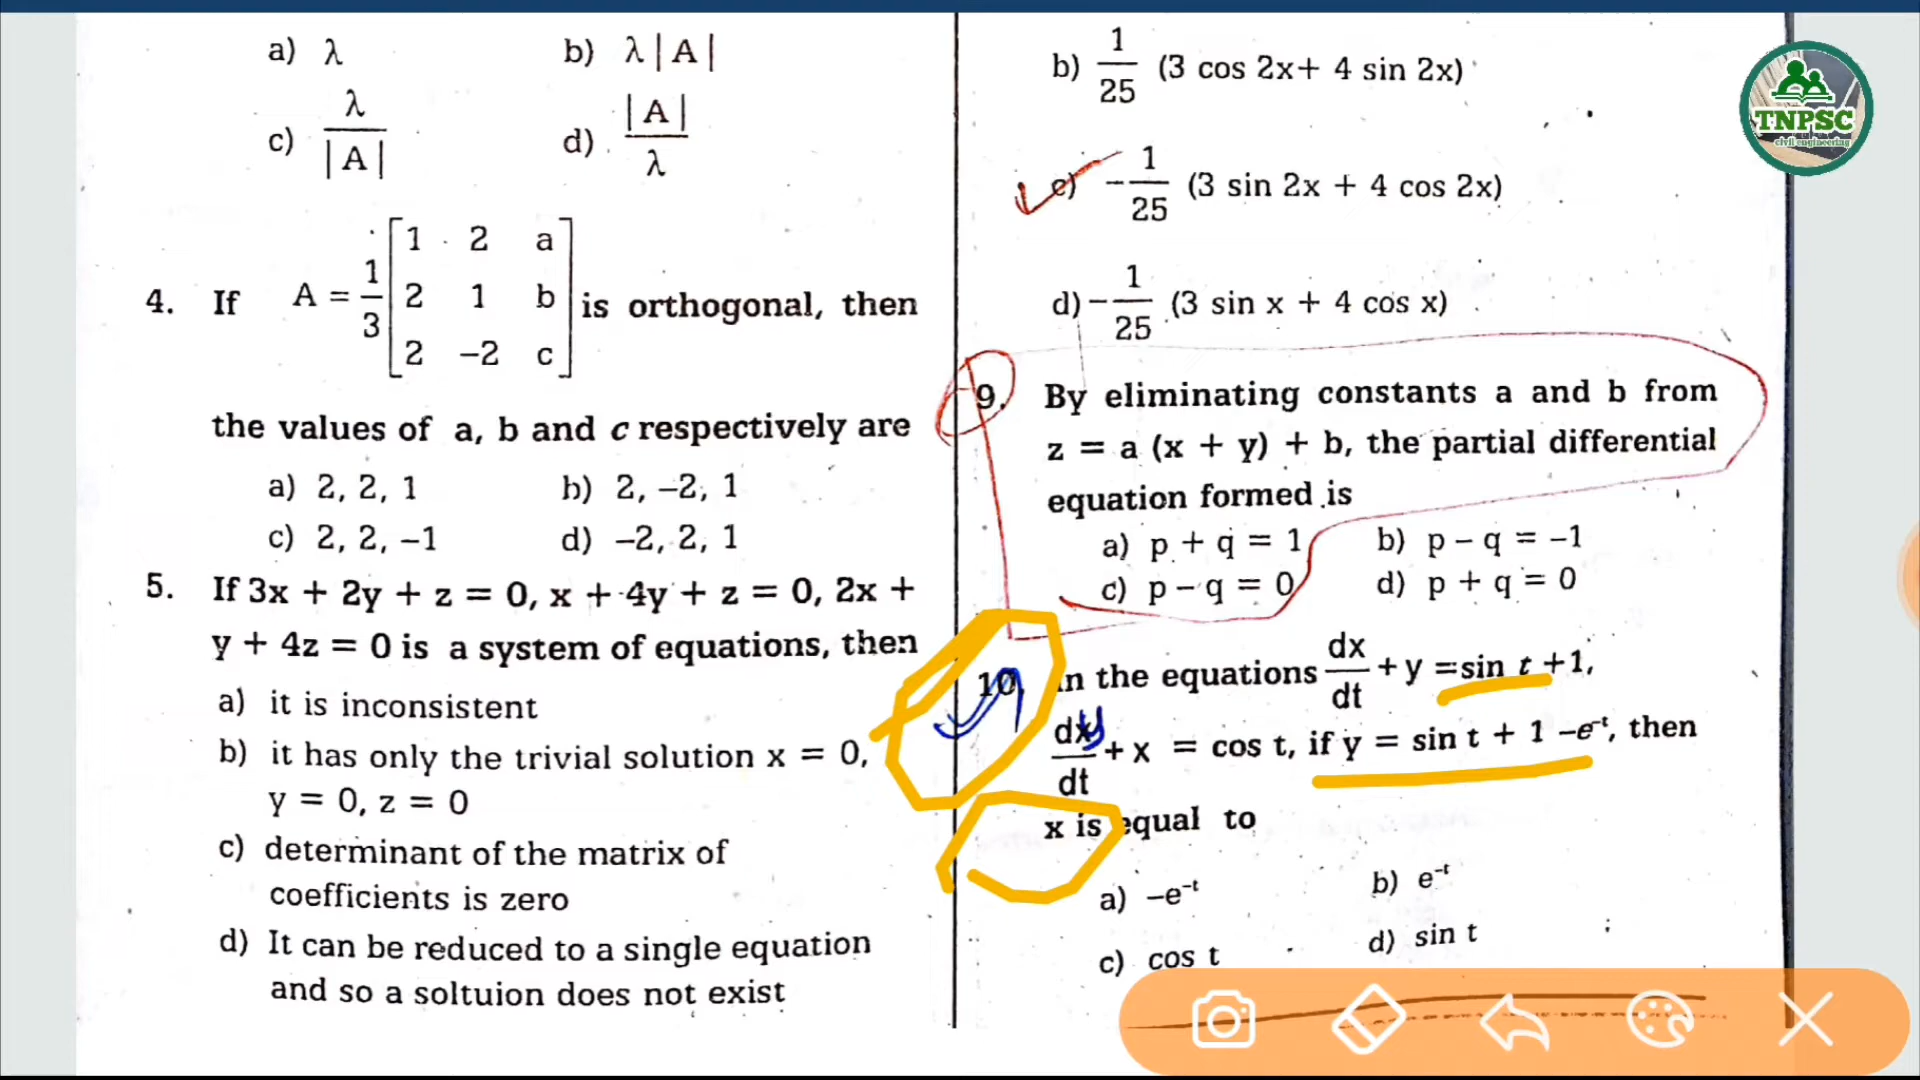 a) λ b) λ | A |
c) λ / | A | d) | A | / λ
4. If A = 1/3 [1 2 a; 2 1 b; 2 –2 c] is orthogonal, then
the values of a, b and c respectively are
a) 2, 2, 1 b) 2, –2, 1
c) 2, 2, –1 d) –2, 2, 1
5. If 3x + 2y + z = 0, x + 4y + z = 0, 2x +
y + 4z = 0 is a system of equations, then
a) it is inconsistent
b) it has only the trivial solution x = 0,
y = 0, z = 0
c) determinant of the matrix of
coefficients is zero
d) It can be reduced to a single equation
and so a soltuion does not exist
b) 1/25 (3 cos 2x+ 4 sin 2x)
c) –1/25 (3 sin 2x + 4 cos 2x)
d) –1/25 (3 sin x + 4 cos x)
9. By eliminating constants a and b from
z = a (x + y) + b, the partial differential
equation formed is
a) p + q = 1 b) p – q = –1
c) p – q = 0 d) p + q = 0
10. In the equations dx/dt + y = sin t +1,
dy/dt + x = cos t, if y = sin t + 1 –e⁻ᵗ, then
x is equal to
a) –e⁻ᵗ b) e⁻ᵗ
c) cos t d) sin t
TNPSC
civil engineering